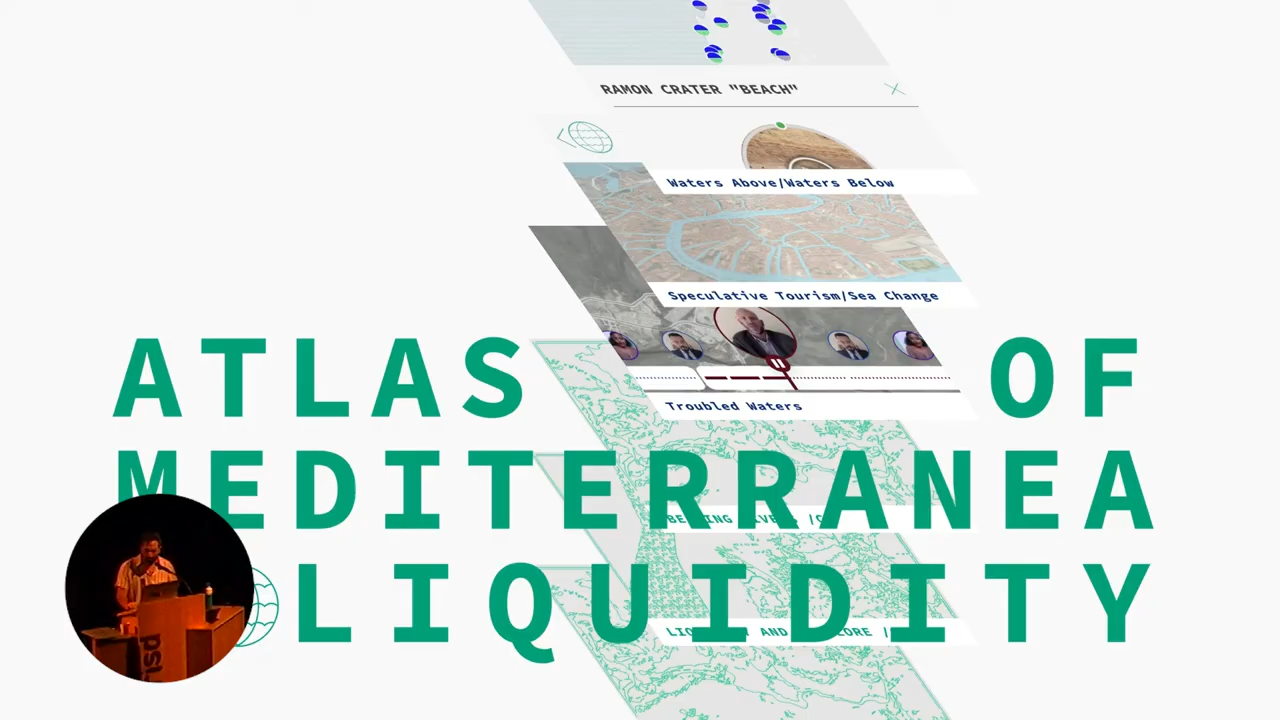 RAMON CRATER "BEACH"
Waters Above/Waters Below
Speculative Tourism/Sea Change
Troubled Waters
ATLAS OF
MEDITERRANEA
LIQUIDITY